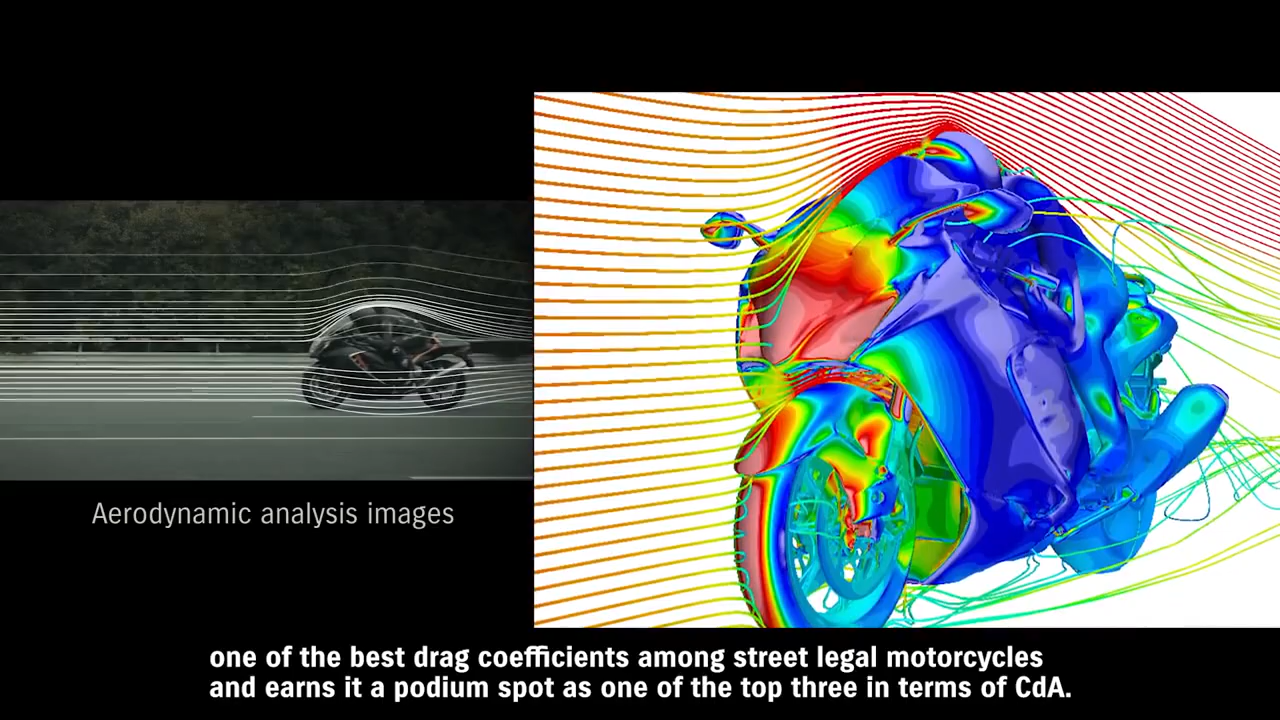 Aerodynamic analysis images
one of the best drag coefficients among street legal motorcycles
and earns it a podium spot as one of the top three in terms of CdA.